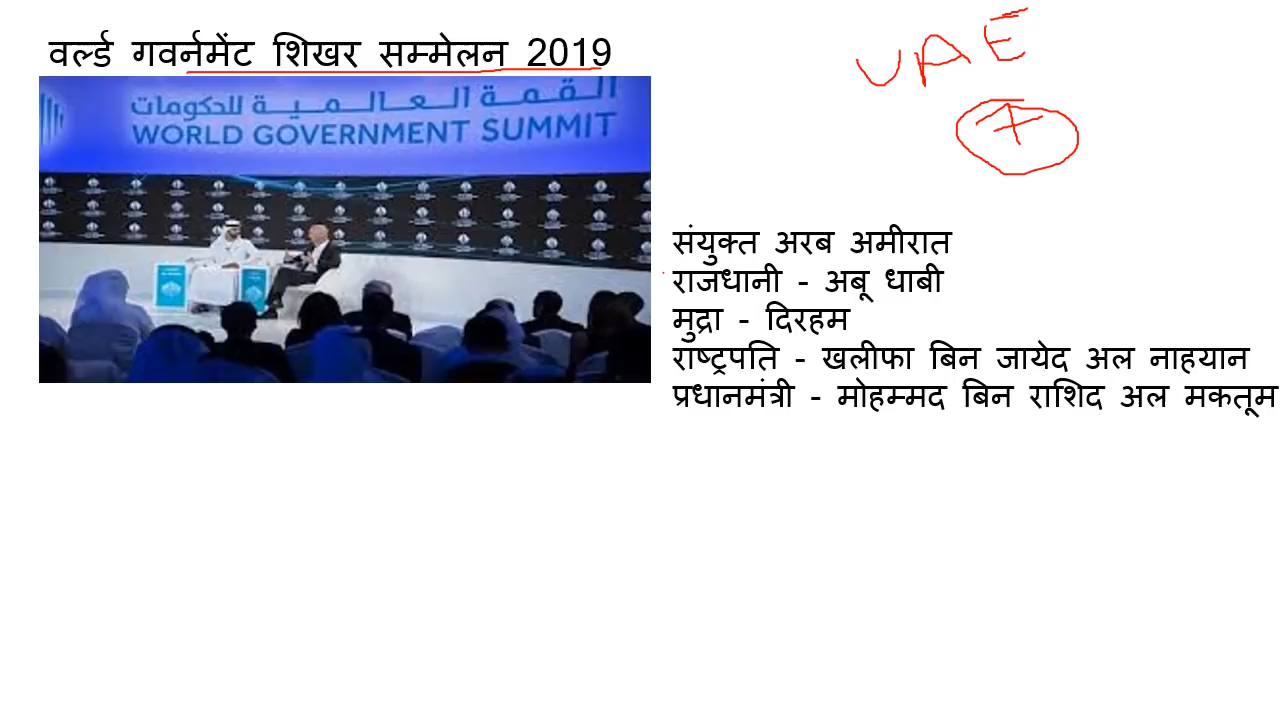 वर्ल्ड गवर्नमेंट शिखर सम्मेलन 2019
UAE
7
القمة العالمية للحكومات
WORLD GOVERNMENT SUMMIT
संयुक्त अरब अमीरात
राजधानी - अबू धाबी
मुद्रा - दिरहम
राष्ट्रपति - खलीफा बिन जायेद अल नाहयान
प्रधानमंत्री - मोहम्मद बिन राशिद अल मकतूम